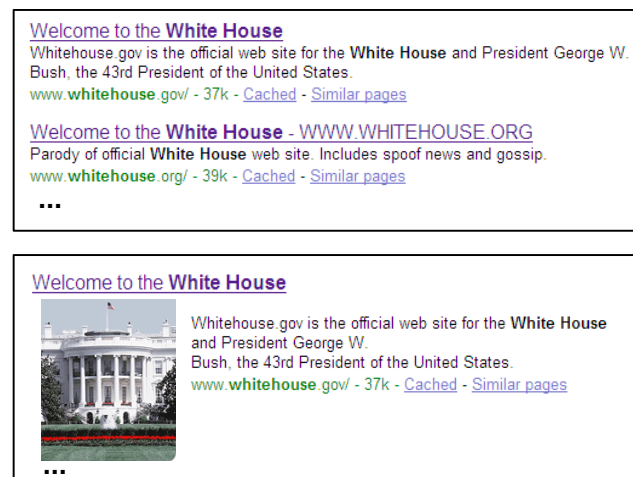 Welcome to the White House
Whitehouse.gov is the official web site for the White House and President George W.
Bush, the 43rd President of the United States.
www.whitehouse.gov/ - 37k - Cached - Similar pages
Welcome to the White House - WWW.WHITEHOUSE.ORG
Parody of official White House web site. Includes spoof news and gossip.
www.whitehouse.org/ - 39k - Cached - Similar pages
...
Welcome to the White House
Whitehouse.gov is the official web site for the White House
and President George W.
Bush, the 43rd President of the United States.
www.whitehouse.gov/ - 37k - Cached - Similar pages
...